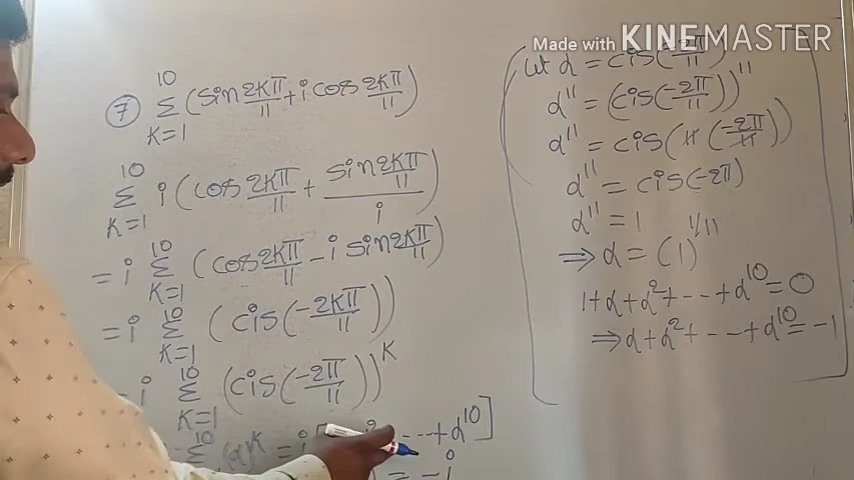 Made with KINEMASTER
⑦ 10 Σ K=1 (sin 2Kπ/11 + i cos 2Kπ/11)
10 Σ K=1 i (cos 2Kπ/11 + sin 2Kπ/11 / i)
= i 10 Σ K=1 (cos 2Kπ/11 - i sin 2Kπ/11)
= i 10 Σ K=1 (cis(-2Kπ/11))
i 10 Σ K=1 (cis(-2π/11))^K
10 Σ (α)^K = i [ ... + α^10]
= -i
Let α = cis(-2π/11)
α^11 = (cis(-2π/11))^11
α^11 = cis(11(-2π/11))
α^11 = cis(-2π)
α^11 = 1
⇒ α = (1)^1/11
1 + α + α² + --- + α^10 = 0
⇒ α + α² + --- + α^10 = -1